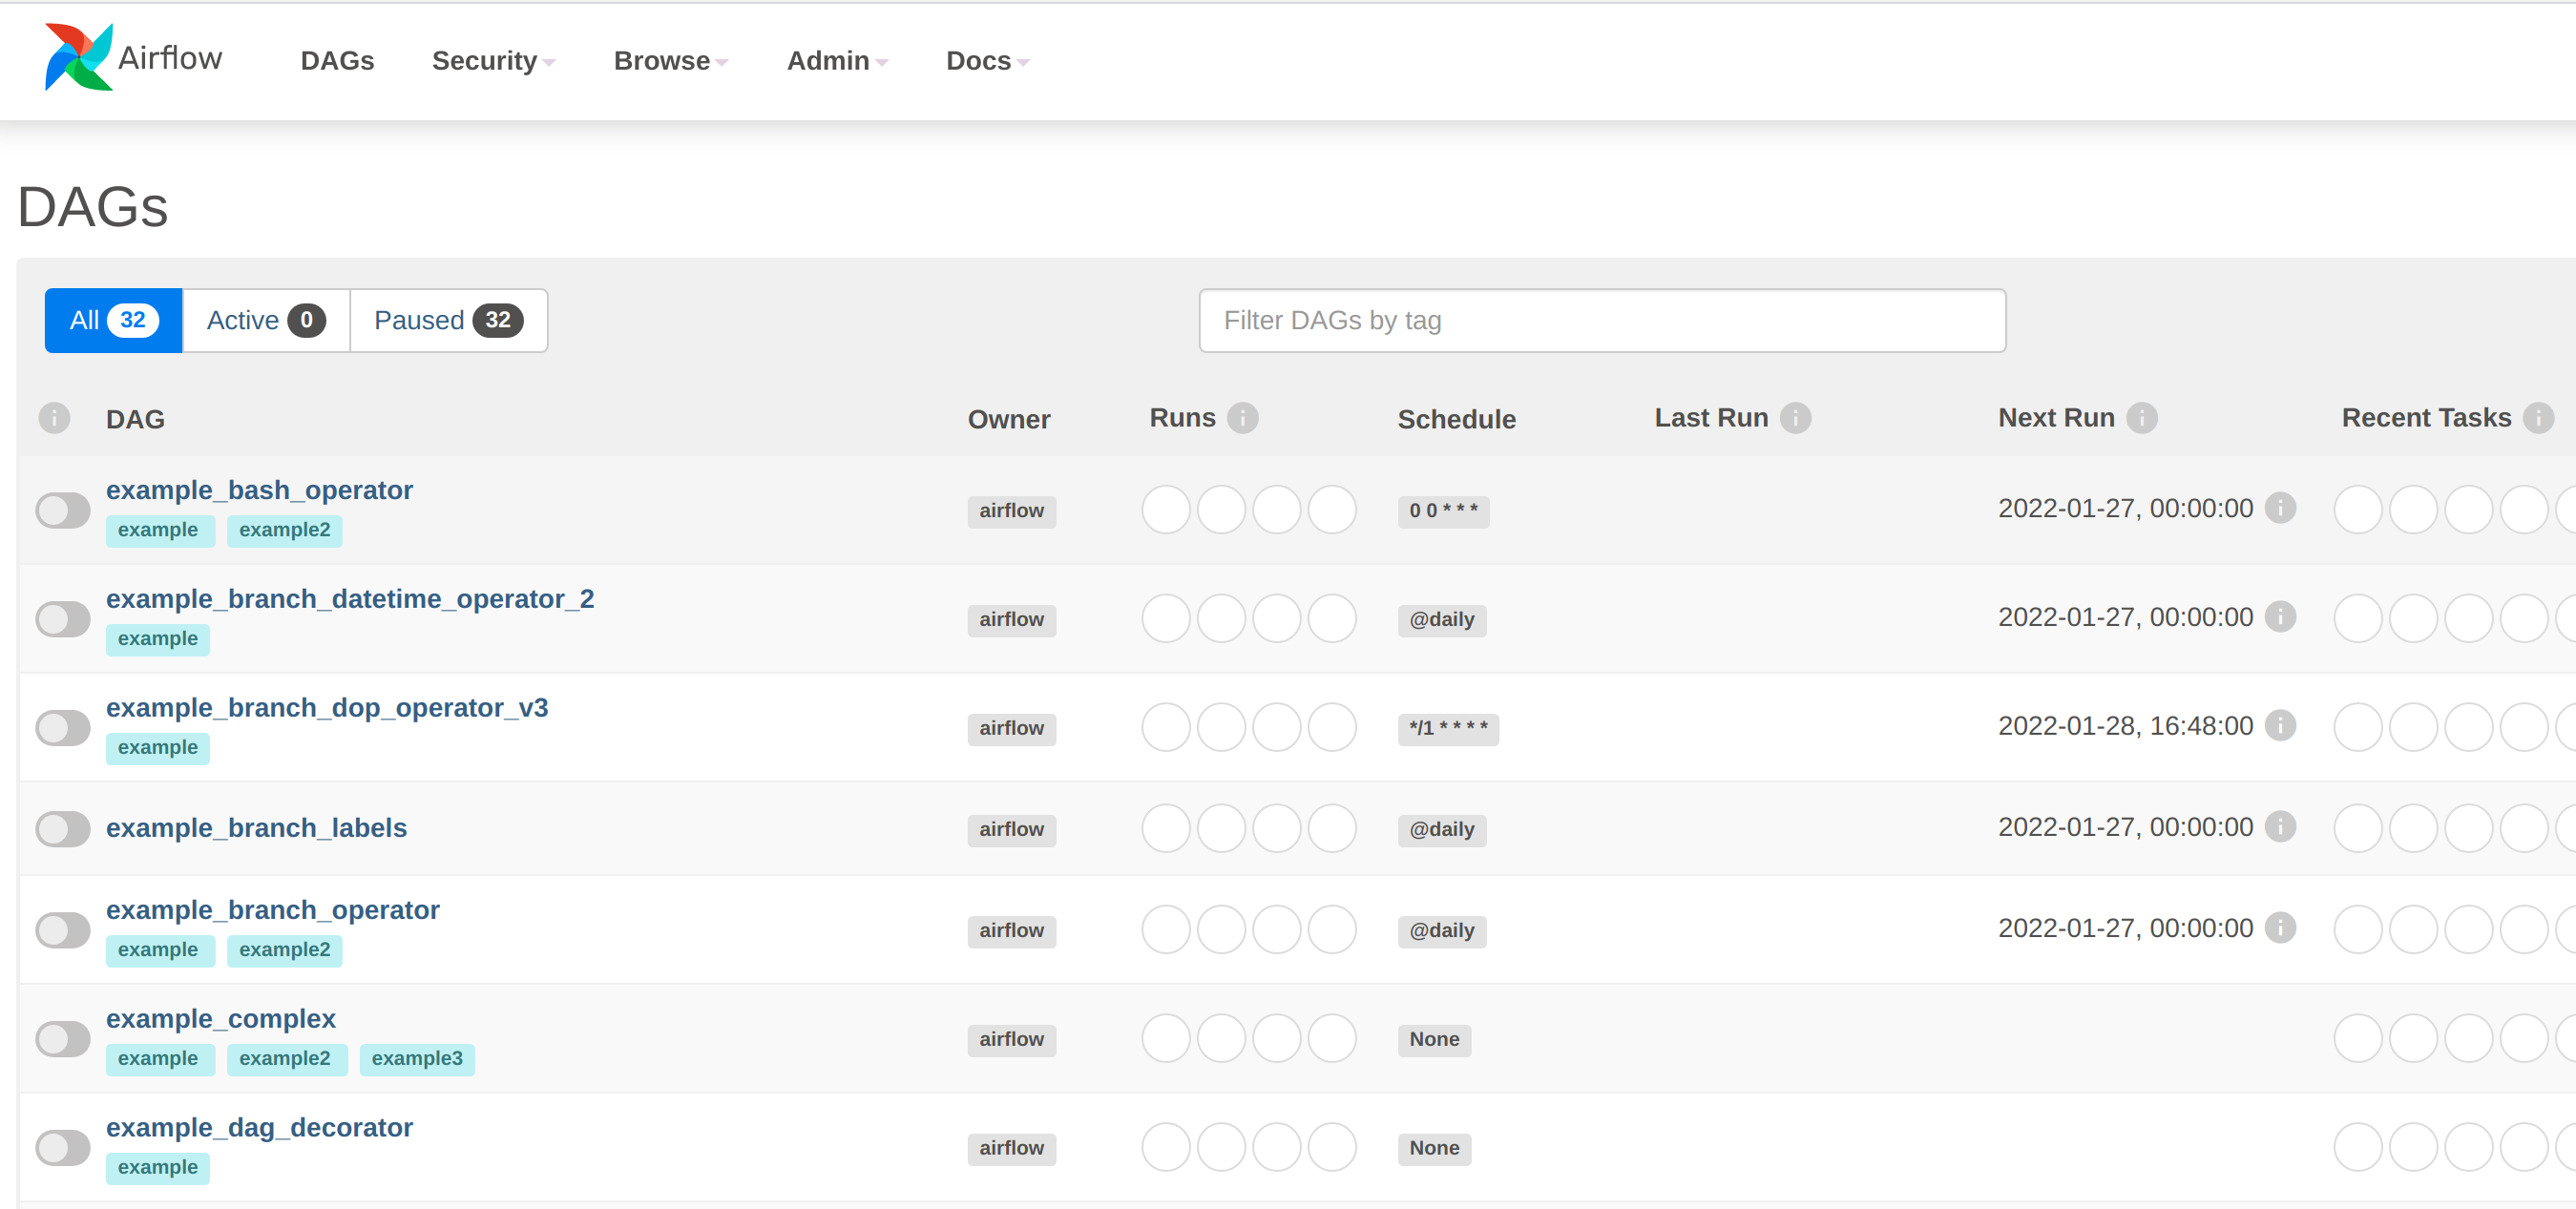 Airflow DAGs Security Browse Admin Docs
DAGs
All 32 Active 0 Paused 32 Filter DAGs by tag
DAG Owner Runs Schedule Last Run Next Run Recent Tasks
example_bash_operator
example example2 airflow 0 0 * * * 2022-01-27, 00:00:00
example_branch_datetime_operator_2
example airflow @daily 2022-01-27, 00:00:00
example_branch_dop_operator_v3
example airflow */1 * * * * 2022-01-28, 16:48:00
example_branch_labels airflow @daily 2022-01-27, 00:00:00
example_branch_operator
example example2 airflow @daily 2022-01-27, 00:00:00
example_complex
example example2 example3 airflow None
example_dag_decorator
example airflow None